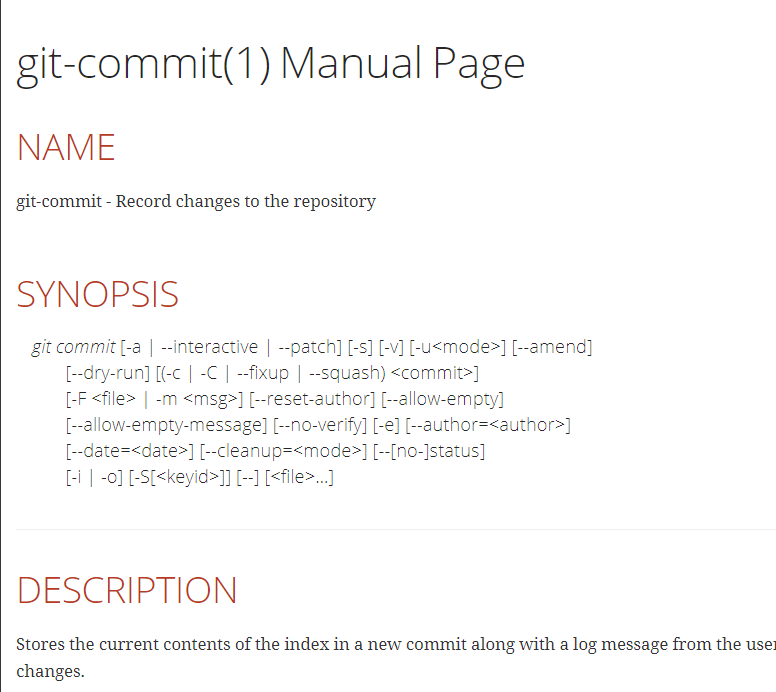 git-commit(1) Manual Page
NAME
git-commit - Record changes to the repository
SYNOPSIS
git commit [-a | --interactive | --patch] [-s] [-v] [-u<mode>] [--amend]
[--dry-run] [(-c | -C | --fixup | --squash) <commit>]
[-F <file> | -m <msg>] [--reset-author] [--allow-empty]
[--allow-empty-message] [--no-verify] [-e] [--author=<author>]
[--date=<date>] [--cleanup=<mode>] [--[no-]status]
[-i | -o] [-S[<keyid>]] [--] [<file>…]
DESCRIPTION
Stores the current contents of the index in a new commit along with a log message from the user
changes.